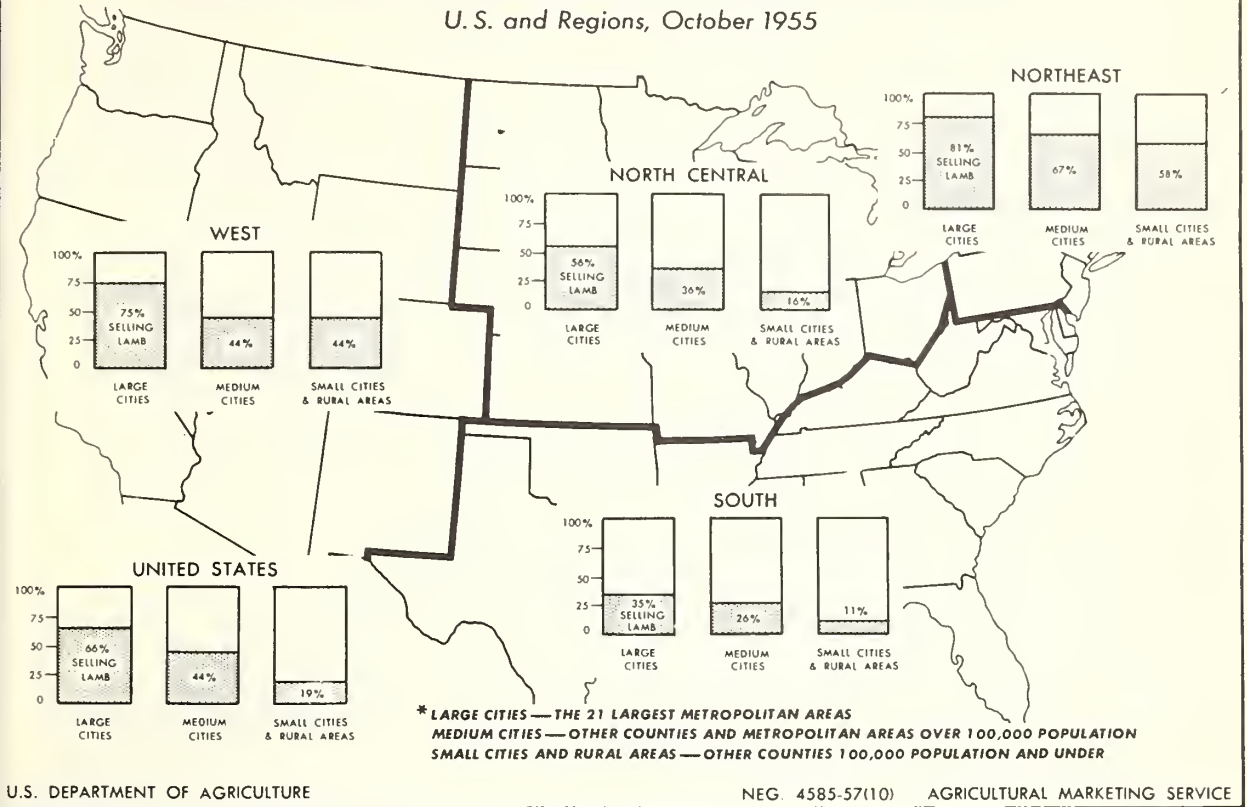 U.S. and Regions, October 1955
NORTHEAST
100%
75
50
25
0
81%
SELLING
LAMB
67%
58%
LARGE
CITIES
MEDIUM
CITIES
SMALL CITIES
& RURAL AREAS
NORTH CENTRAL
100%
75
50
25
0
56%
SELLING
LAMB
36%
16%
LARGE
CITIES
MEDIUM
CITIES
SMALL CITIES
& RURAL AREAS
WEST
100%
75
50
25
0
75%
SELLING
LAMB
44%
44%
LARGE
CITIES
MEDIUM
CITIES
SMALL CITIES
& RURAL AREAS
SOUTH
100%
75
50
25
0
35%
SELLING
LAMB
26%
11%
LARGE
CITIES
MEDIUM
CITIES
SMALL CITIES
& RURAL AREAS
UNITED STATES
100%
75
50
25
0
66%
SELLING
LAMB
44%
19%
LARGE
CITIES
MEDIUM
CITIES
SMALL CITIES
& RURAL AREAS
* LARGE CITIES — THE 21 LARGEST METROPOLITAN AREAS
MEDIUM CITIES — OTHER COUNTIES AND METROPOLITAN AREAS OVER 100,000 POPULATION
SMALL CITIES AND RURAL AREAS — OTHER COUNTIES 100,000 POPULATION AND UNDER
U.S. DEPARTMENT OF AGRICULTURE
NEG. 4585-57(10) AGRICULTURAL MARKETING SERVICE